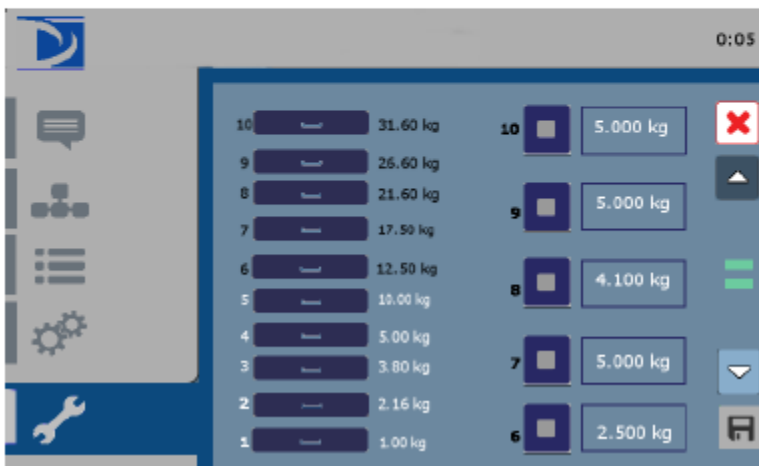 0:05
10 31.60 kg
9 26.60 kg
8 21.60 kg
7 17.50 kg
6 12.50 kg
5 10.00 kg
4 5.00 kg
3 3.80 kg
2 2.16 kg
1 1.00 kg
10 5.000 kg
9 5.000 kg
8 4.100 kg
7 5.000 kg
6 2.500 kg